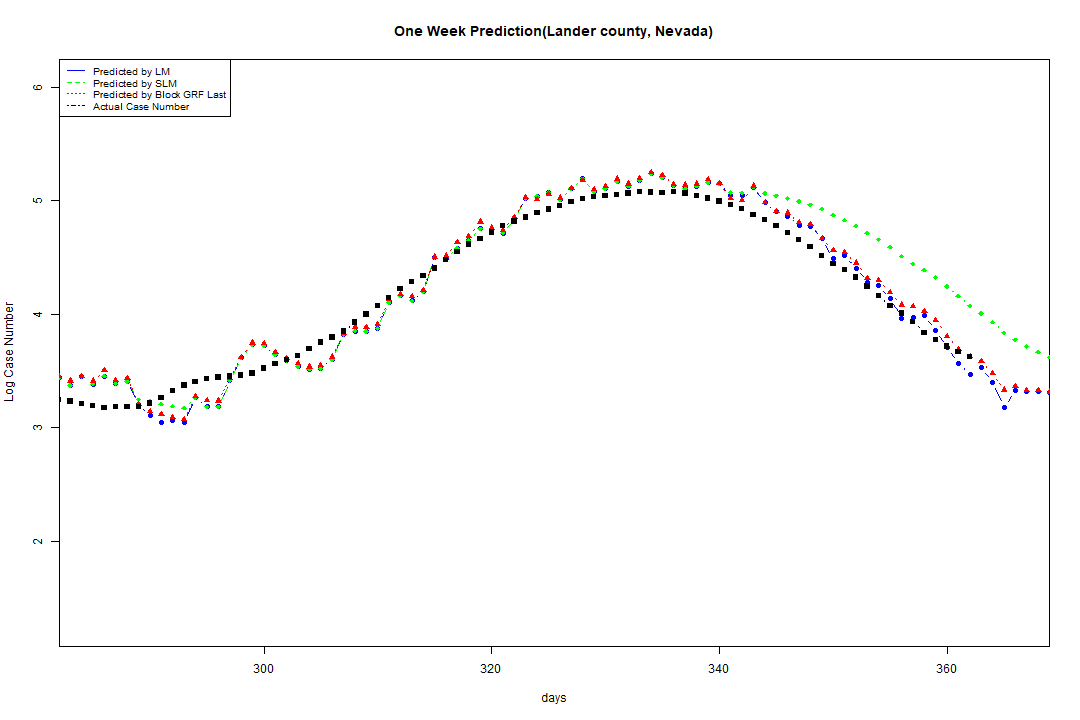 One Week Prediction(Lander county, Nevada)
Predicted by LM
Predicted by SLM
Predicted by Block GRF Last
Actual Case Number
6
5
4
3
2
Log Case Number
300 320 340 360
days